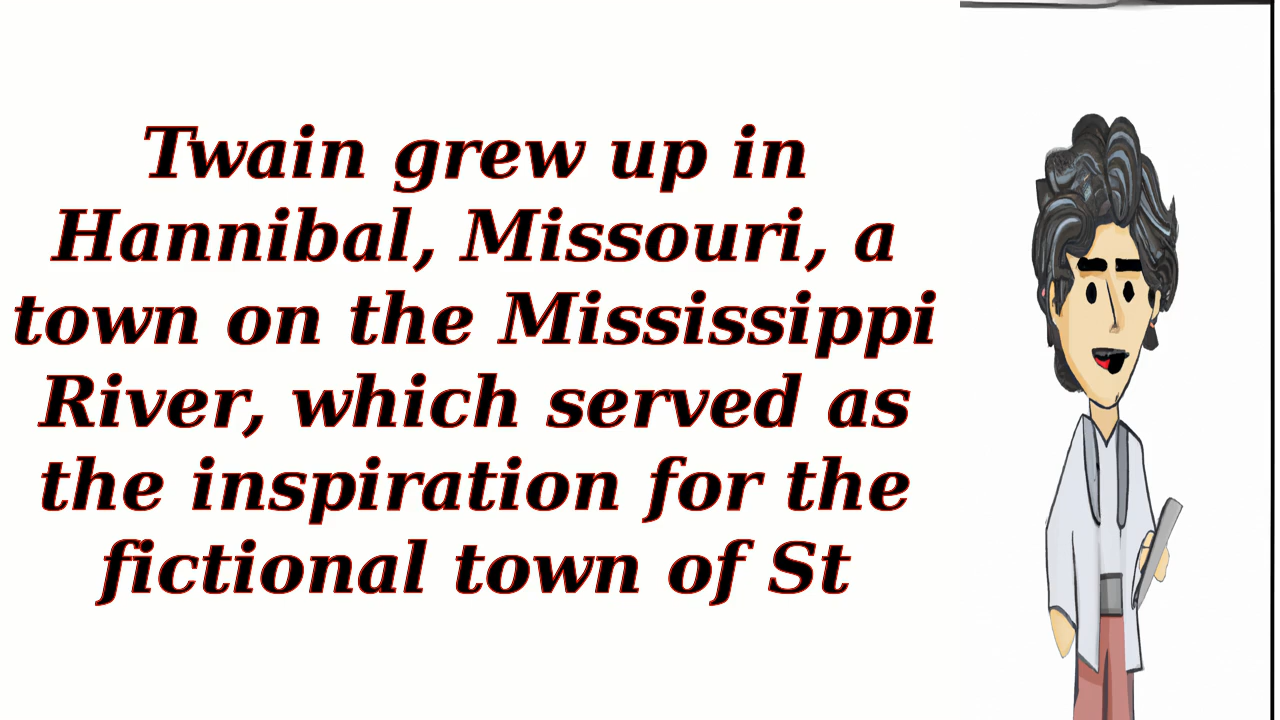 Twain grew up in
Hannibal, Missouri, a
town on the Mississippi
River, which served as
the inspiration for the
fictional town of St